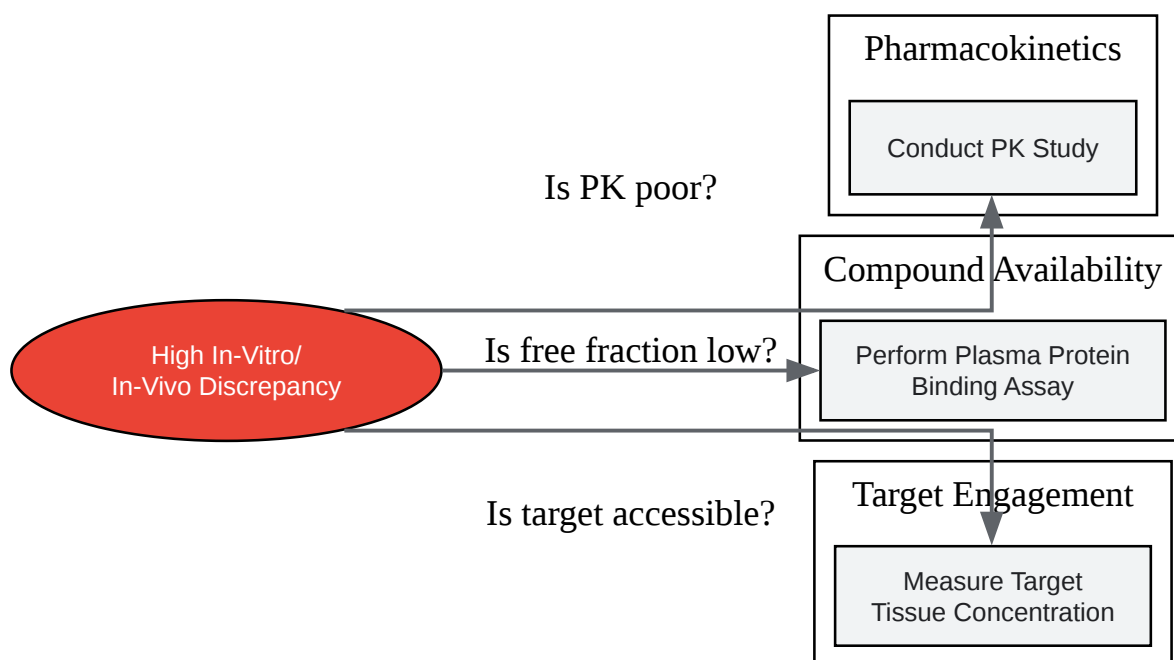 Pharmacokinetics
Conduct PK Study
Is PK poor?
Compound Availability
High In-Vitro/
In-Vivo Discrepancy
Is free fraction low?
Perform Plasma Protein
Binding Assay
Is target accessible?
Target Engagement
Measure Target
Tissue Concentration